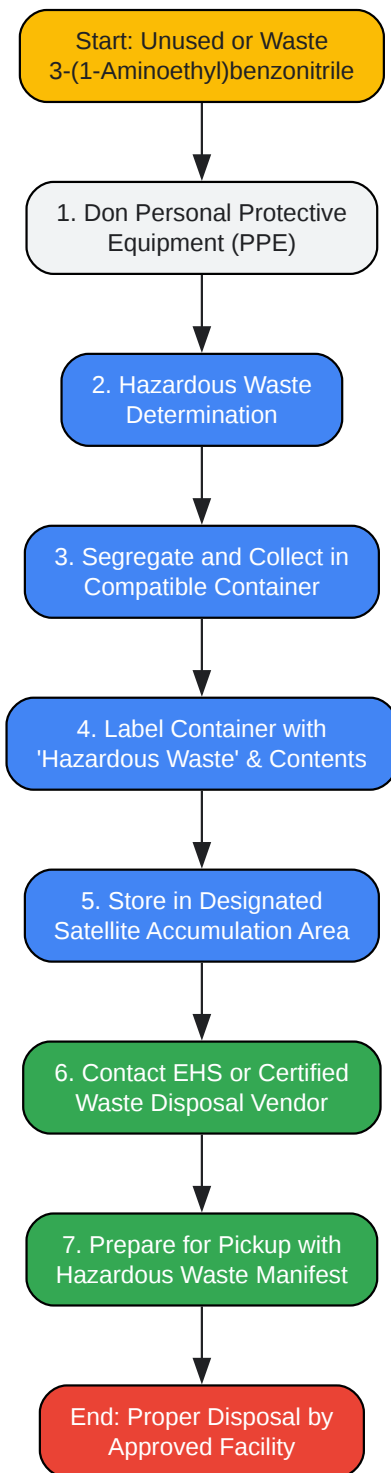 Start: Unused or Waste
3-(1-Aminoethyl)benzonitrile
1. Don Personal Protective
Equipment (PPE)
2. Hazardous Waste
Determination
3. Segregate and Collect in
Compatible Container
4. Label Container with
'Hazardous Waste' & Contents
5. Store in Designated
Satellite Accumulation Area
6. Contact EHS or Certified
Waste Disposal Vendor
7. Prepare for Pickup with
Hazardous Waste Manifest
End: Proper Disposal by
Approved Facility